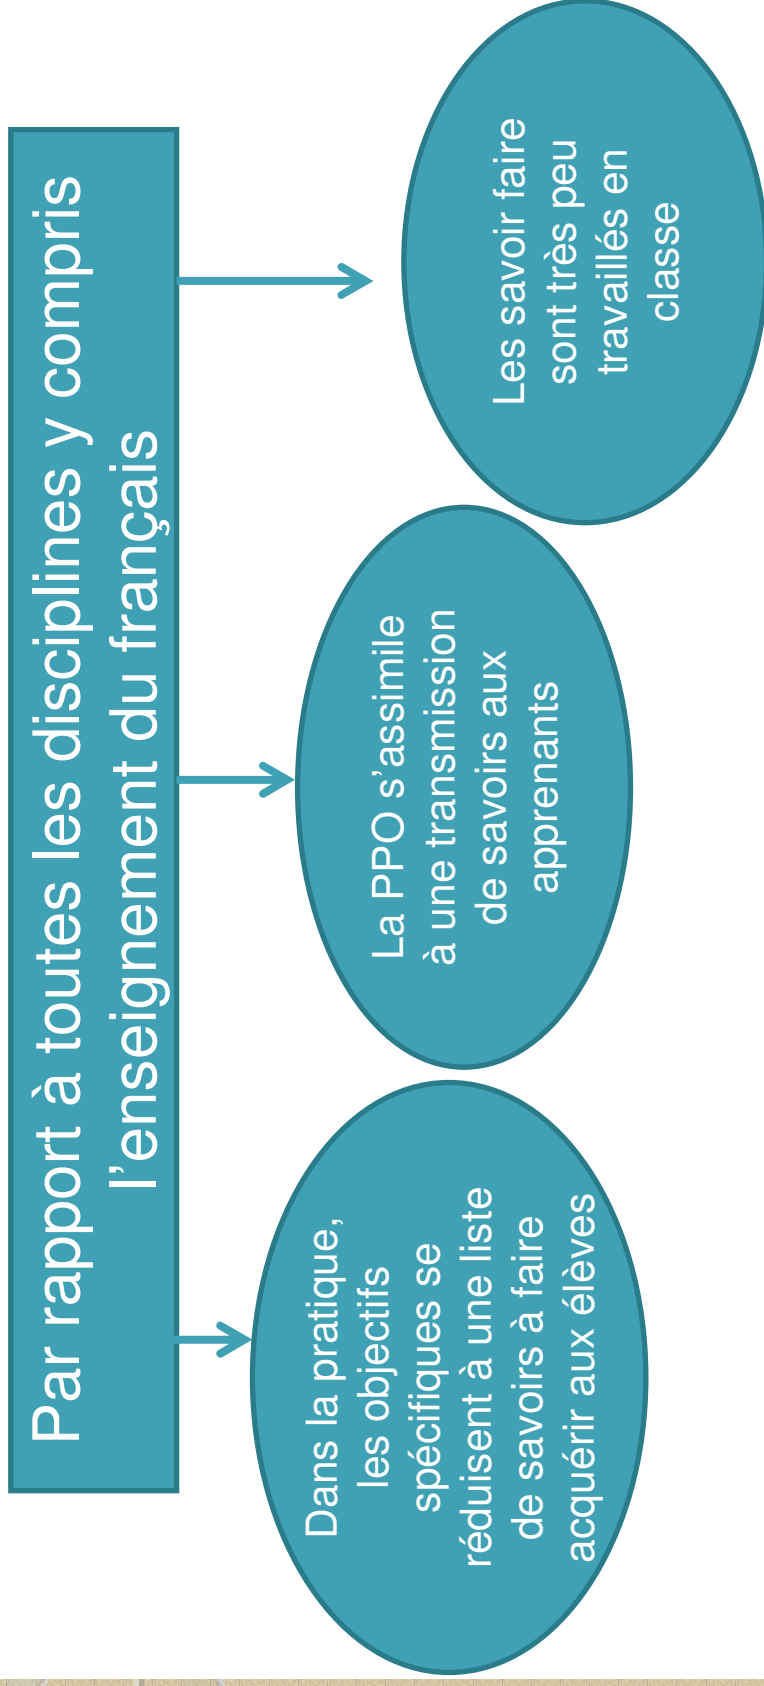 Par rapport à toutes les disciplines y compris
l’enseignement du français
Dans la pratique,
les objectifs
spécifiques se
réduisent à une liste
de savoirs à faire
acquérir aux élèves
La PPO s’assimile
à une transmission
de savoirs aux
apprenants
Les savoir faire
sont très peu
travaillés en
classe